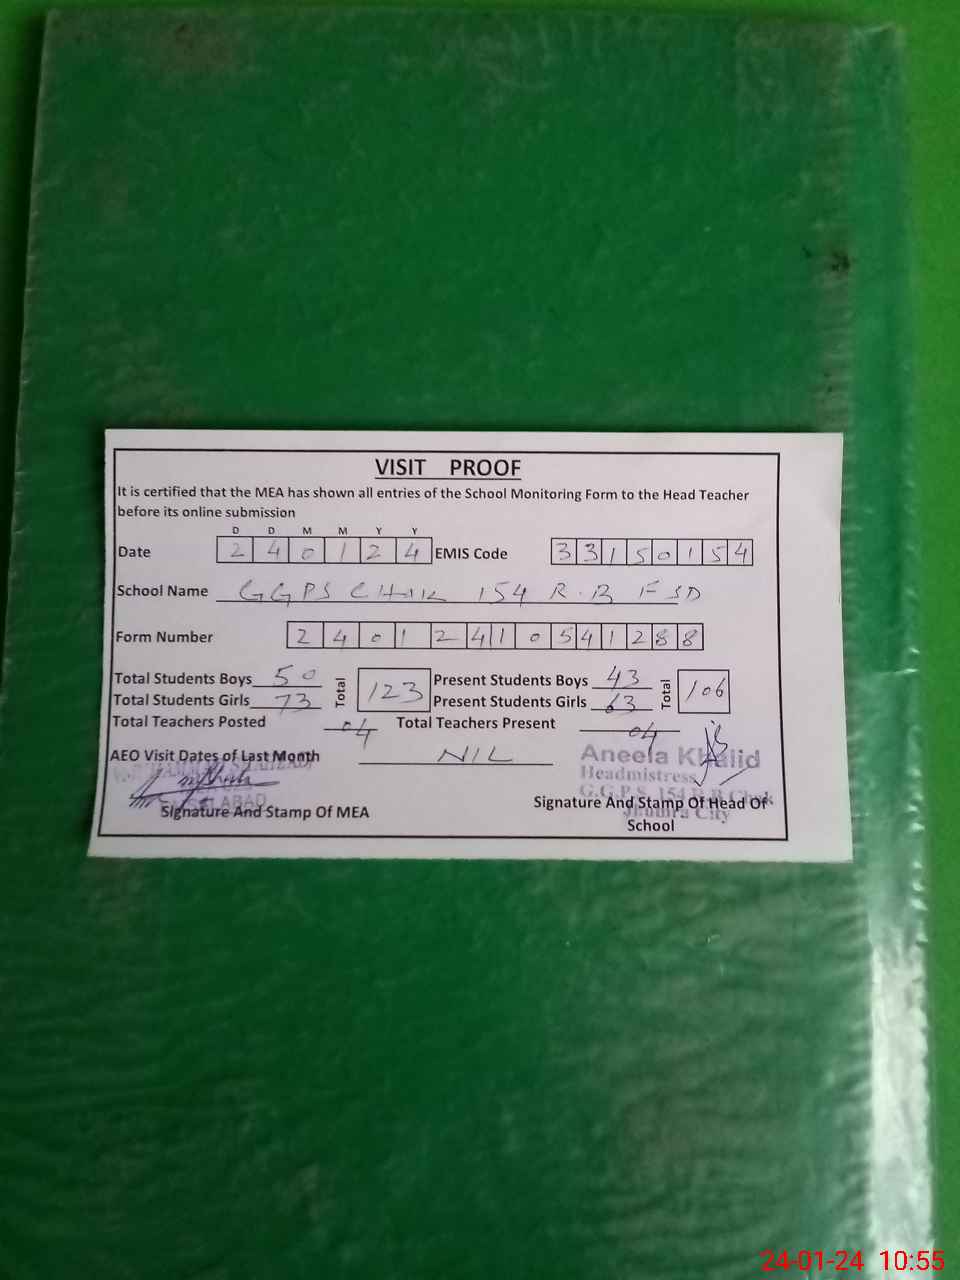 VISIT PROOF
It is certified that the MEA has shown all entries of the School Monitoring Form to the Head Teacher
before its online submission
D D M M Y Y
Date 2 4 0 1 2 4 EMIS Code 3 3 1 5 0 1 5 4
School Name GGPS CHAK 154 R.B FSD
Form Number 2 4 0 1 2 4 1 0 5 4 1 2 8 8
Total Students Boys 50 Total 123 Present Students Boys 43 Total 106
Total Students Girls 73 Present Students Girls 63
Total Teachers Posted 04 Total Teachers Present 04
AEO Visit Dates of Last Month NIL
Aneela Khalid
Headmistress
G.G.P.S. 154 R.B Chak
Jhumra City
Signature And Stamp Of MEA
Signature And Stamp Of Head Of
School
24-01-24 10:55